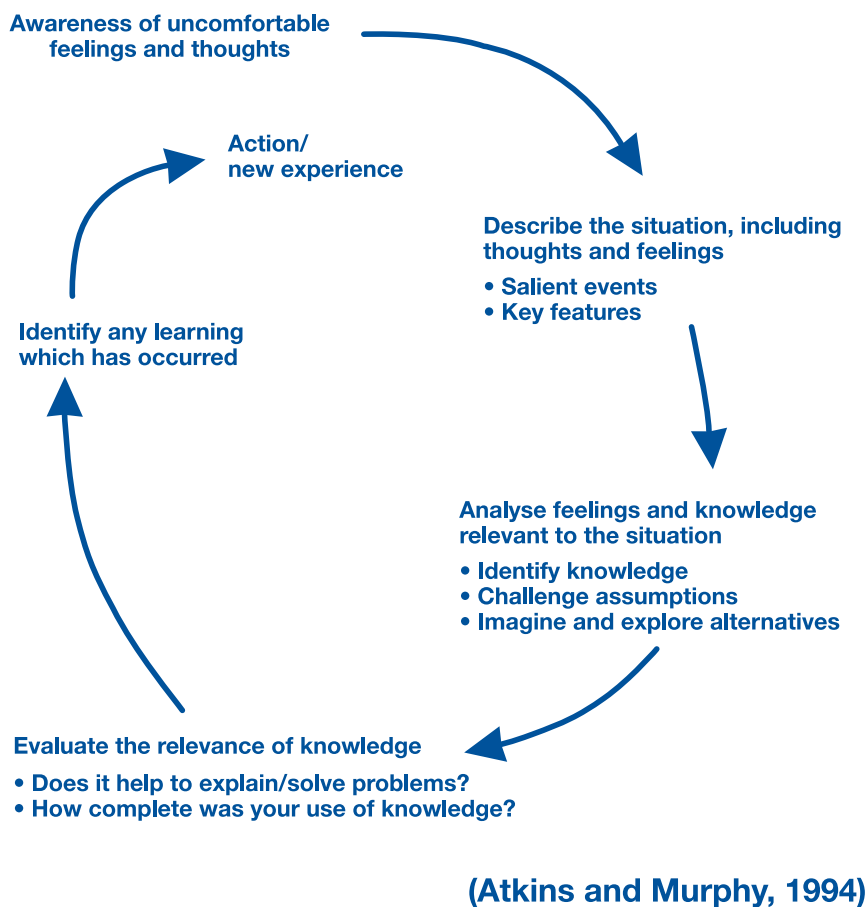 Awareness of uncomfortable
feelings and thoughts
Action/
new experience
Describe the situation, including
thoughts and feelings
• Salient events
• Key features
Identify any learning
which has occurred
Analyse feelings and knowledge
relevant to the situation
• Identify knowledge
• Challenge assumptions
• Imagine and explore alternatives
Evaluate the relevance of knowledge
• Does it help to explain/solve problems?
• How complete was your use of knowledge?
(Atkins and Murphy, 1994)